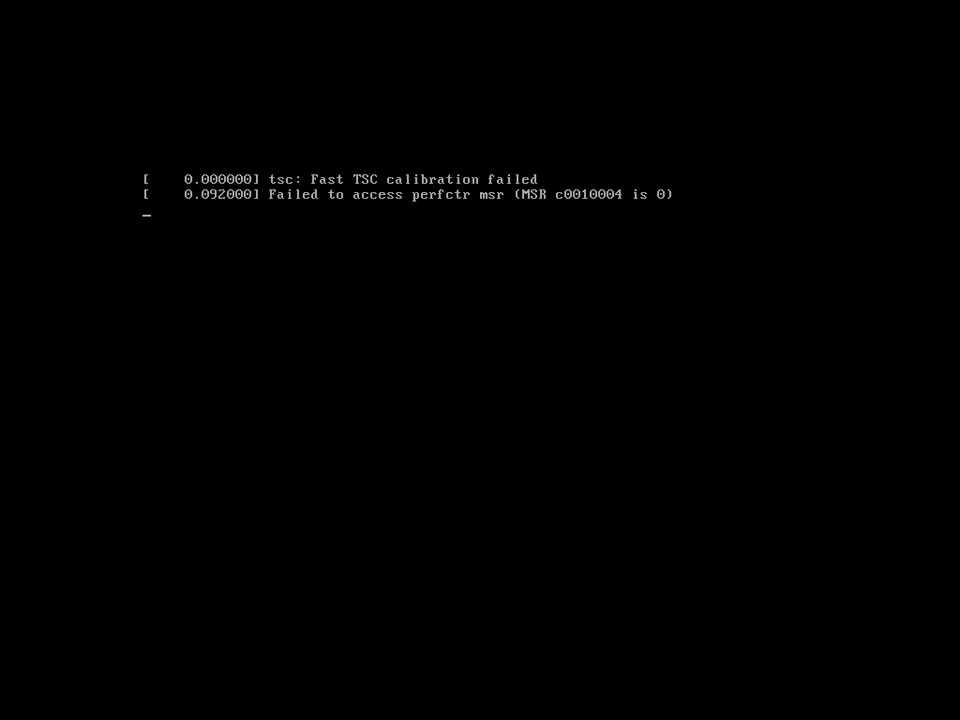 [    0.000000] tsc: Fast TSC calibration failed
[    0.092000] Failed to access perfctr msr (MSR c0010004 is 0)
_